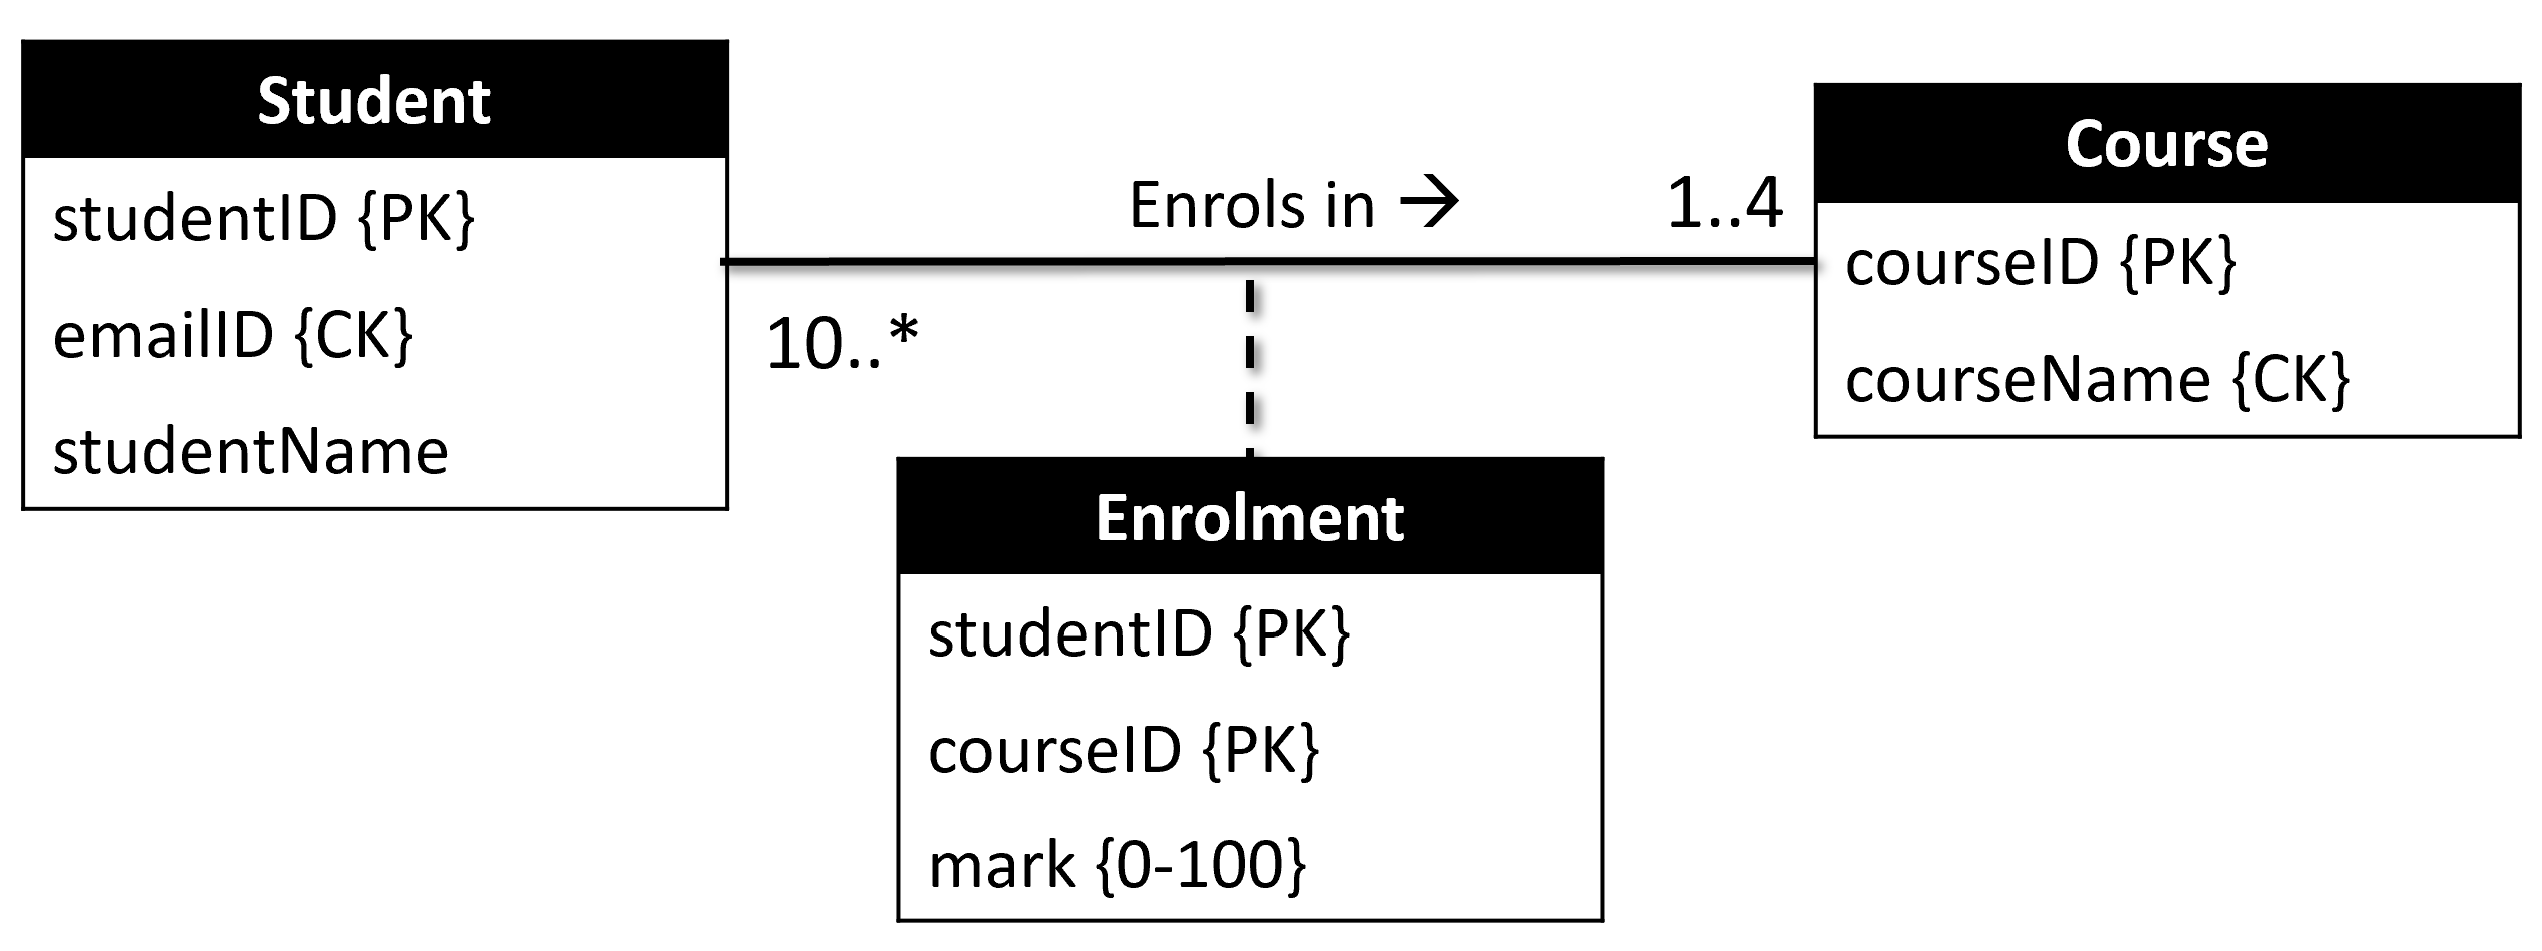 Student
studentID {PK}
emailID {CK}
studentName
Enrols in →
1..4
10..*
Course
courseID {PK}
courseName {CK}
Enrolment
studentID {PK}
courseID {PK}
mark {0-100}